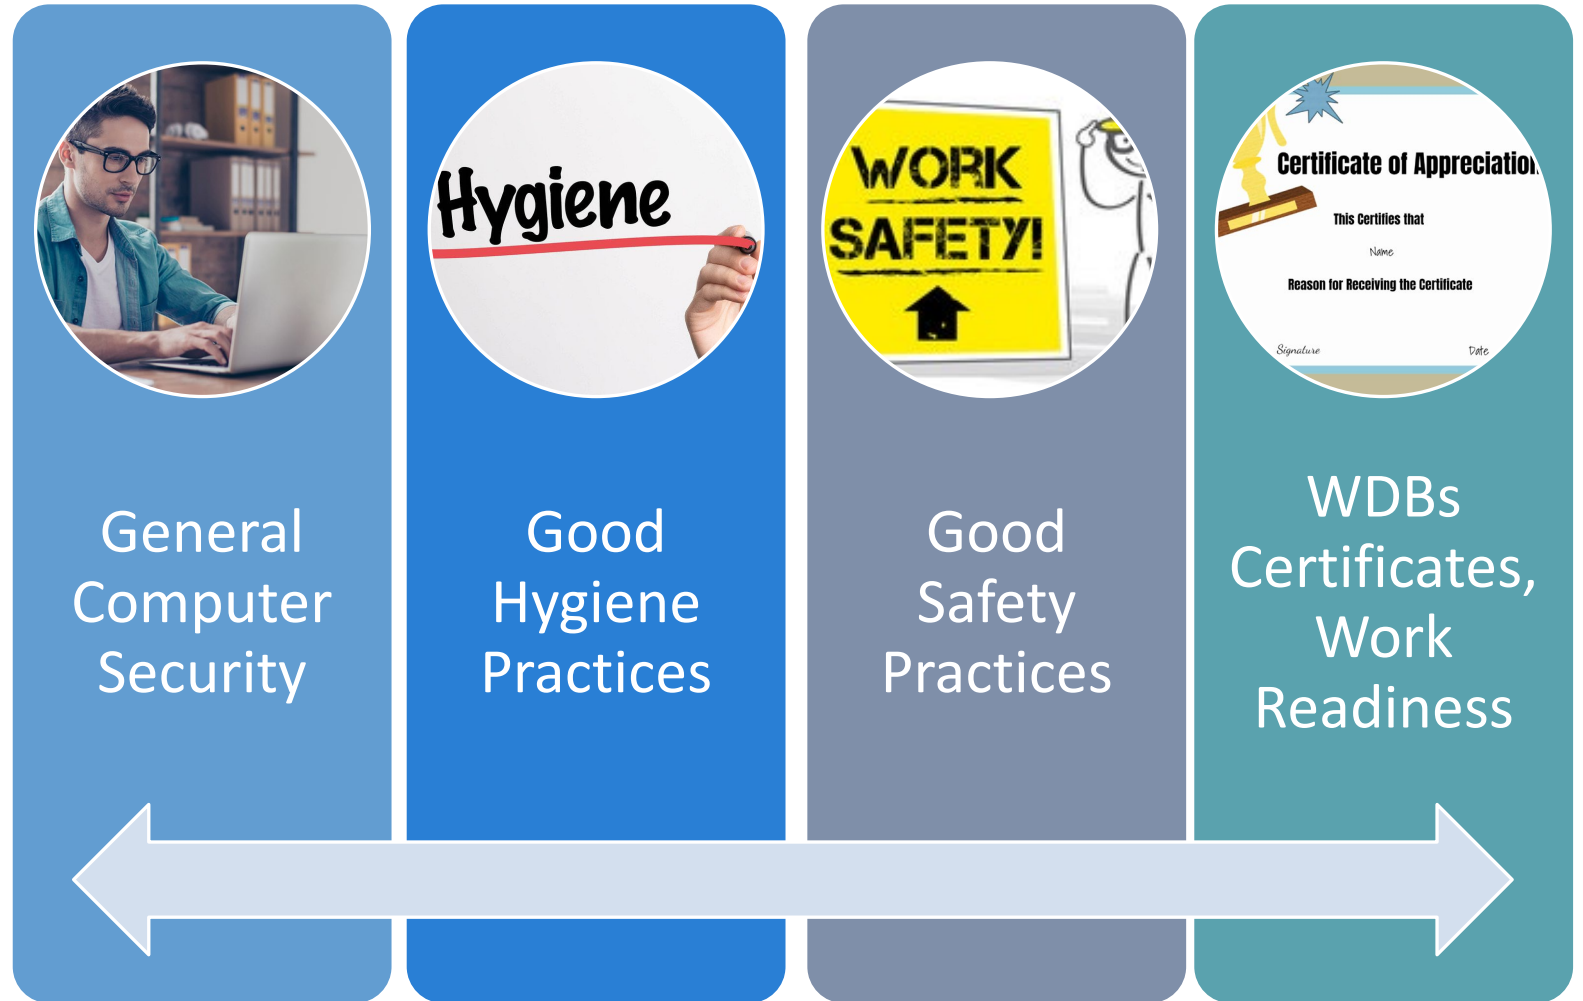 Hygiene
WORK
SAFETY!
Certificate of Appreciation
This Certifies that
Name
Reason for Receiving the Certificate
Signature
Date
General
Computer
Security
Good
Hygiene
Practices
Good
Safety
Practices
WDBs
Certificates,
Work
Readiness